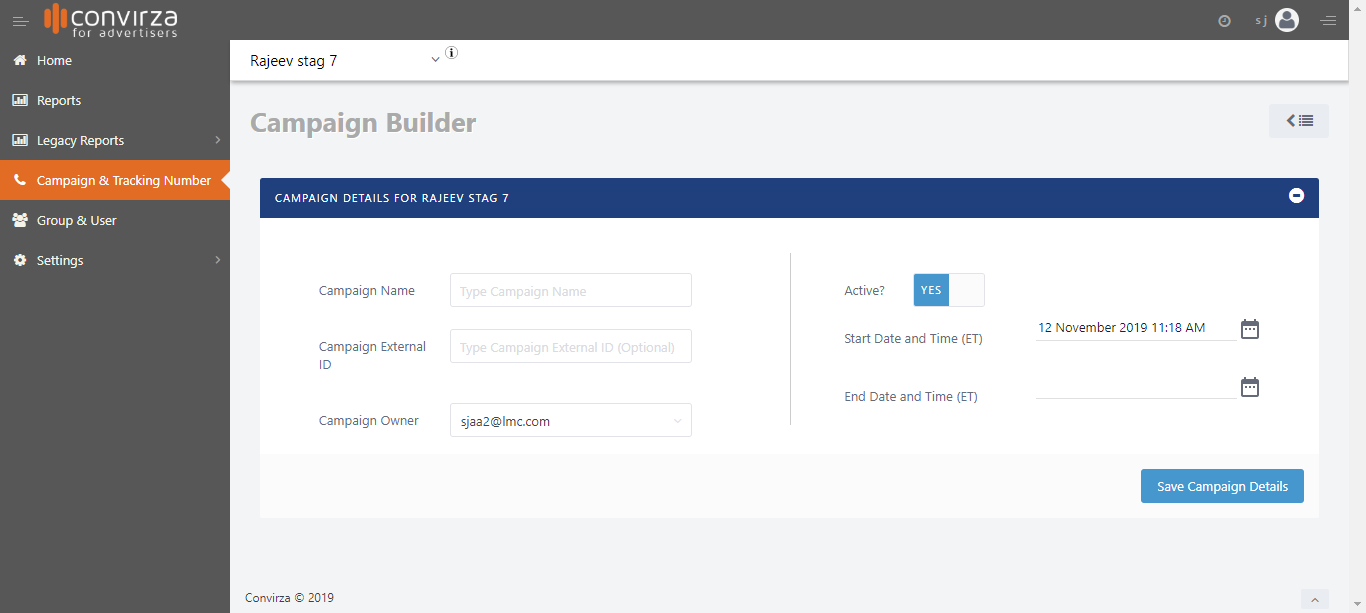 convirza
for advertisers
s j
Home
Reports
Legacy Reports
Campaign & Tracking Number
Group & User
Settings
Rajeev stag 7
Campaign Builder
CAMPAIGN DETAILS FOR RAJEEV STAG 7
Campaign Name
Type Campaign Name
Campaign External
ID
Type Campaign External ID (Optional)
Campaign Owner
sjaa2@lmc.com
Active?
YES
Start Date and Time (ET)
12 November 2019 11:18 AM
End Date and Time (ET)
Save Campaign Details
Convirza © 2019